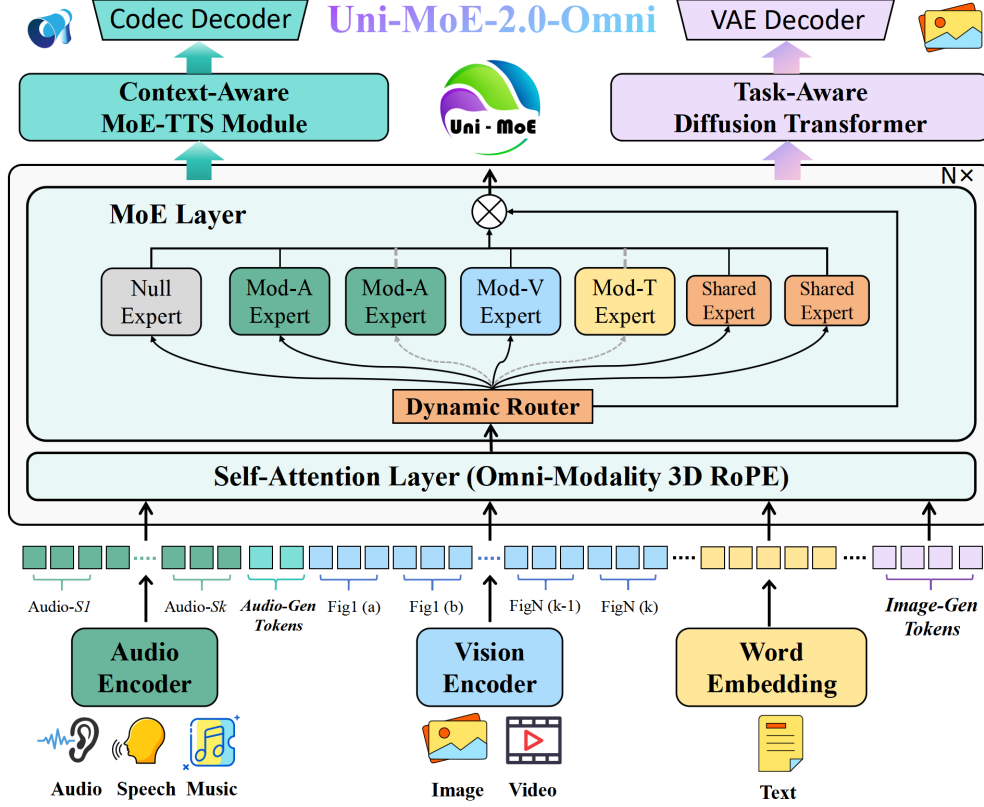 Codec Decoder
Uni-MoE-2.0-Omni
VAE Decoder
Context-Aware
MoE-TTS Module
Uni - MoE
Task-Aware
Diffusion Transformer
N×
MoE Layer
Null
Expert
Mod-A
Expert
Mod-A
Expert
Mod-V
Expert
Mod-T
Expert
Shared
Expert
Shared
Expert
Dynamic Router
Self-Attention Layer (Omni-Modality 3D RoPE)
Audio-S1
Audio-Sk
Audio-Gen
Tokens
Fig1 (a)
Fig1 (b)
FigN (k-1)
FigN (k)
Image-Gen
Tokens
Audio
Encoder
Vision
Encoder
Word
Embedding
Audio
Speech
Music
Image
Video
Text